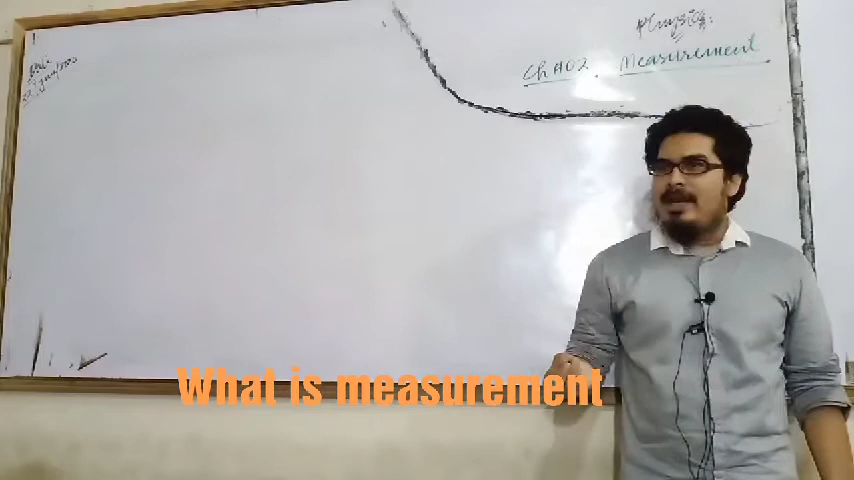 Physics:
Ch #02. Measurement
What is measurement